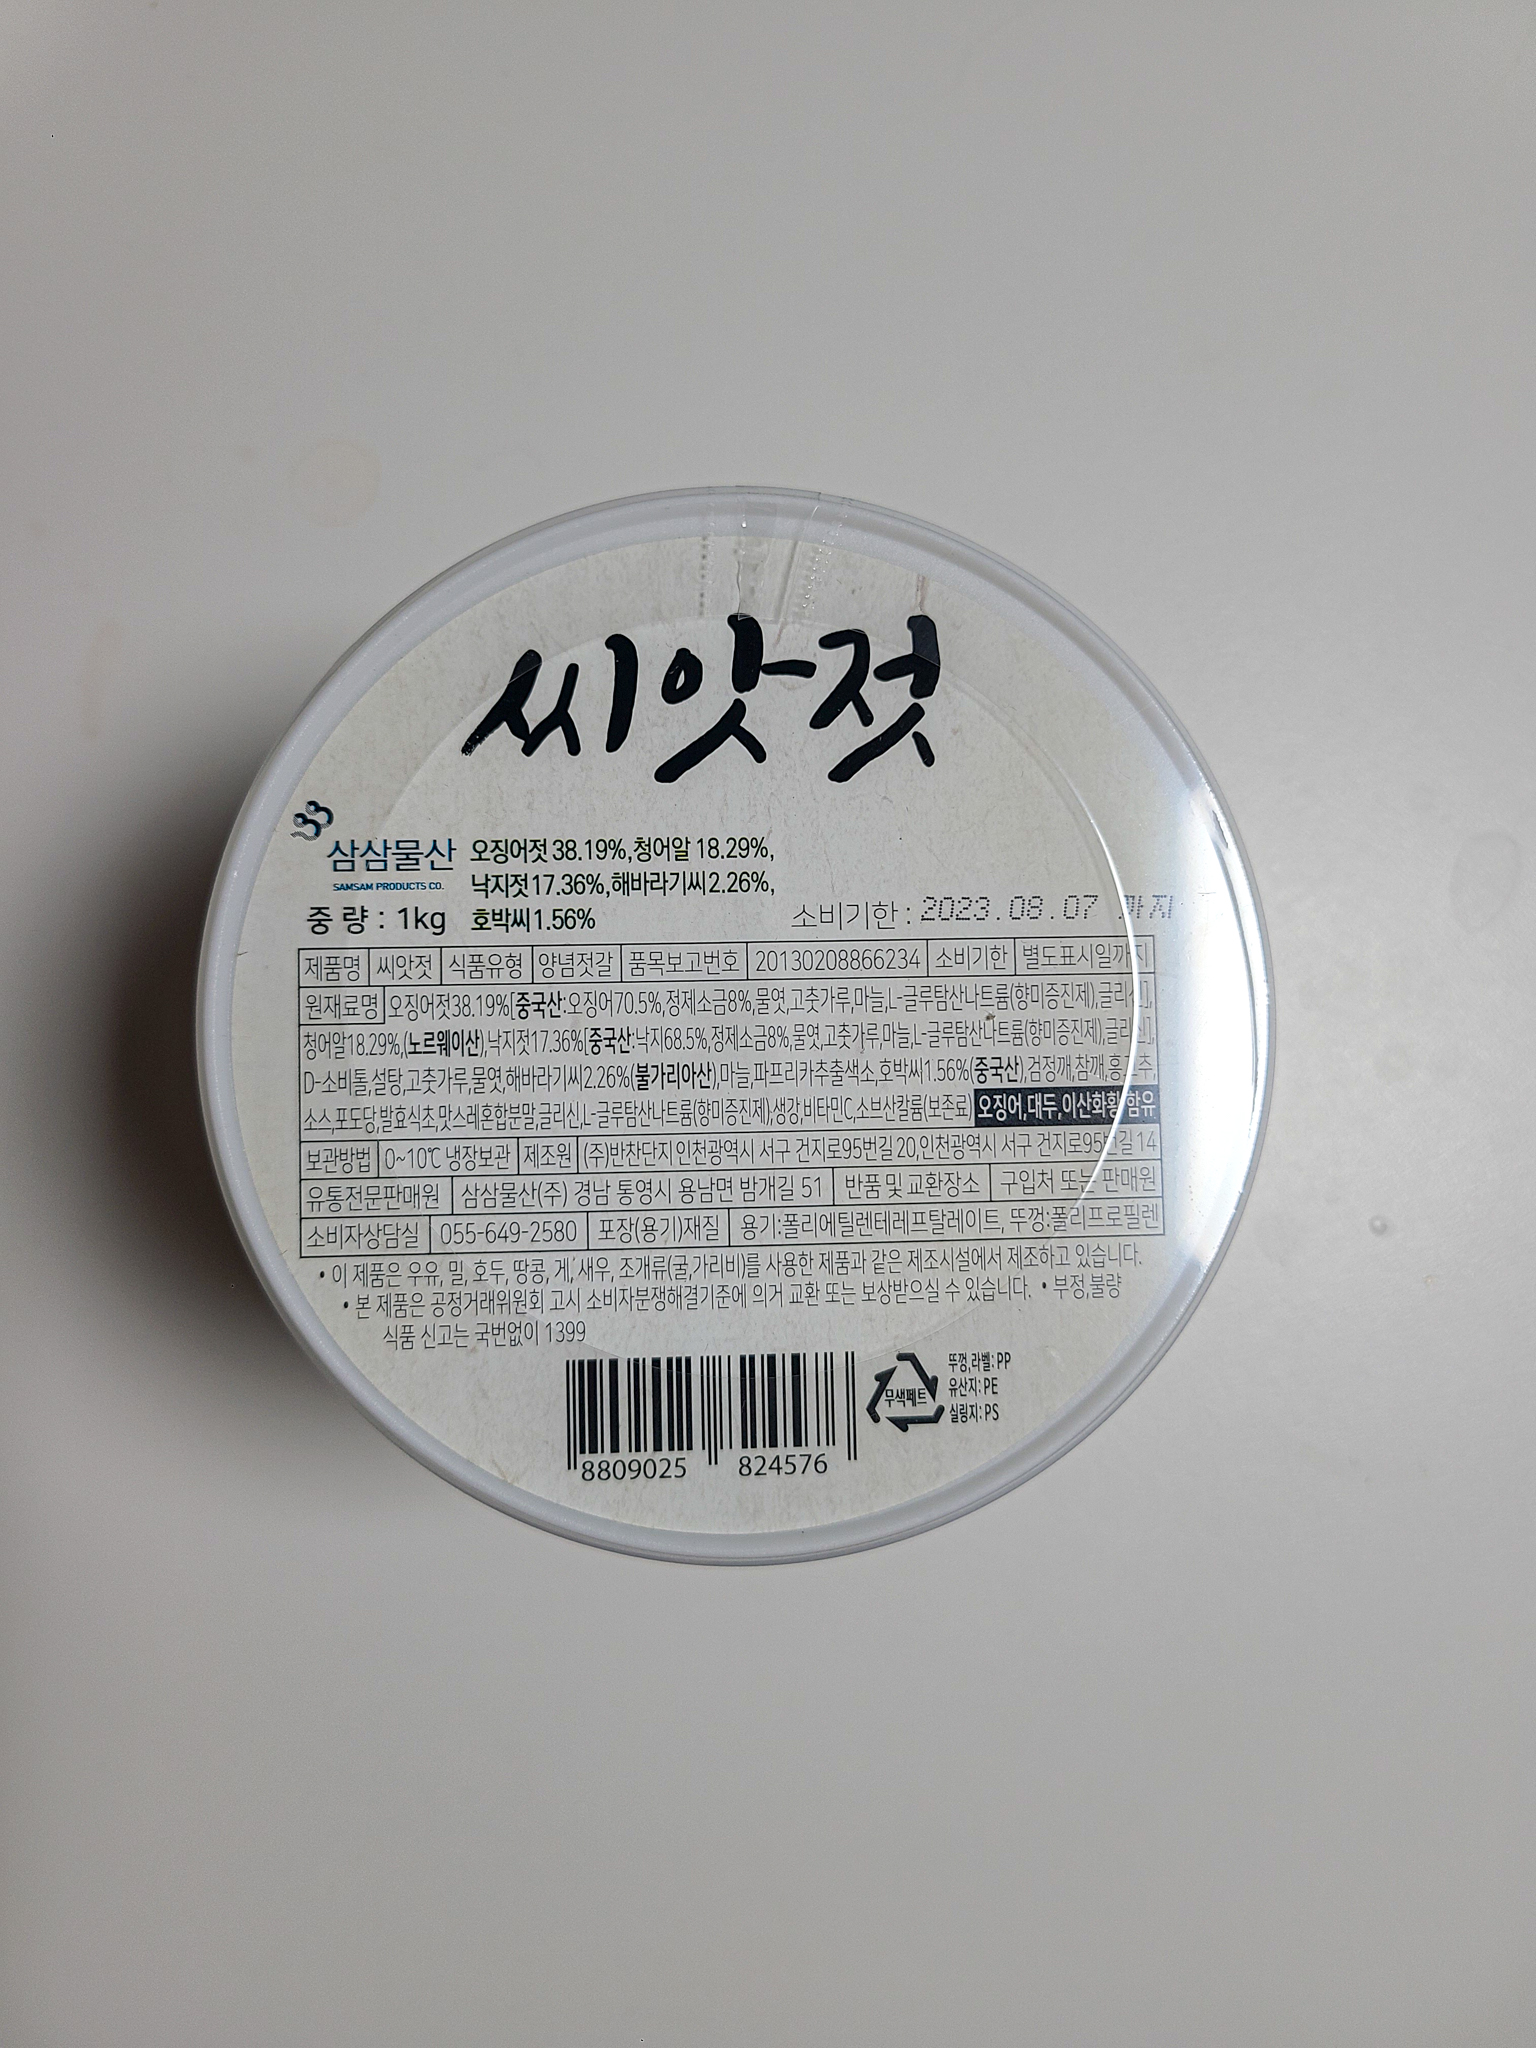 씨앗젓
삼삼물산
SAMSAM PRODUCTS CO.
오징어젓 38.19%, 청어알 18.29%,
낙지젓 17.36%, 해바라기씨 2.26%,
호박씨 1.56%
중 량 : 1kg
소비기한 : 2023.08.07 까지
제품명 씨앗젓 식품유형 양념젓갈 품목보고번호 20130208866234 소비기한 별도표시일까지
원재료명 오징어젓38.19%[중국산:오징어70.5%,정제소금8%,물엿,고춧가루,마늘,L-글루탐산나트륨(향미증진제),글리신],
청어알18.29%,(노르웨이산),낙지젓17.36%[중국산:낙지68.5%,정제소금8%,물엿,고춧가루,마늘,L-글루탐산나트륨(향미증진제),글리신],
D-소비톨,설탕,고춧가루,물엿,해바라기씨2.26%(불가리아산),마늘,파프리카추출색소,호박씨1.56%(중국산),검정깨,참깨,홍고추,
소스,포도당,발효식초,맛스레혼합분말,글리신,L-글루탐산나트륨(향미증진제),생강,비타민C,소브산칼륨(보존료) 오징어,대두,이산화황 함유
보관방법 0~10℃ 냉장보관 제조원 (주)반찬단지 인천광역시 서구 건지로95번길 20,인천광역시 서구 건지로95번길 14
유통전문판매원 삼삼물산(주) 경남 통영시 용남면 밤개길 51 반품 및 교환장소 구입처 또는 판매원
소비자상담실 055-649-2580 포장(용기)재질 용기:폴리에틸렌테레프탈레이트, 뚜껑:폴리프로필렌
• 이 제품은 우유, 밀, 호두, 땅콩, 게, 새우, 조개류(굴,가리비)를 사용한 제품과 같은 제조시설에서 제조하고 있습니다.
• 본 제품은 공정거래위원회 고시 소비자분쟁해결기준에 의거 교환 또는 보상받으실 수 있습니다. • 부정,불량
식품 신고는 국번없이 1399
8809025 824576
무색페트
뚜껑,라벨: PP
유산지: PE
실링지: PS